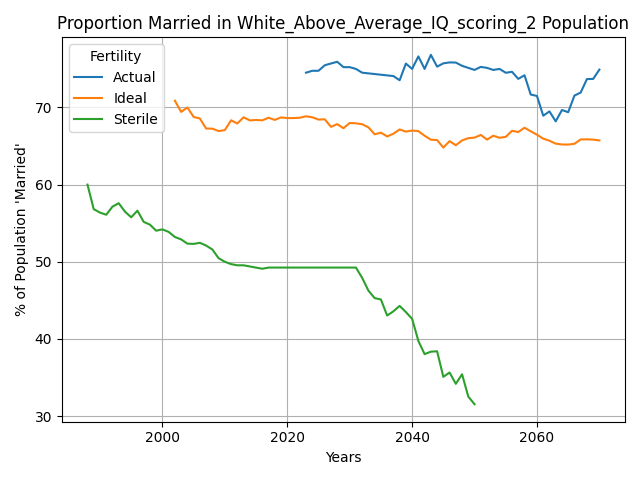 Proportion Married in White_Above_Average_IQ_scoring_2 Population
Fertility
Actual
Ideal
Sterile
% of Population 'Married'
70
60
50
40
30
2000
2020
2040
2060
Years